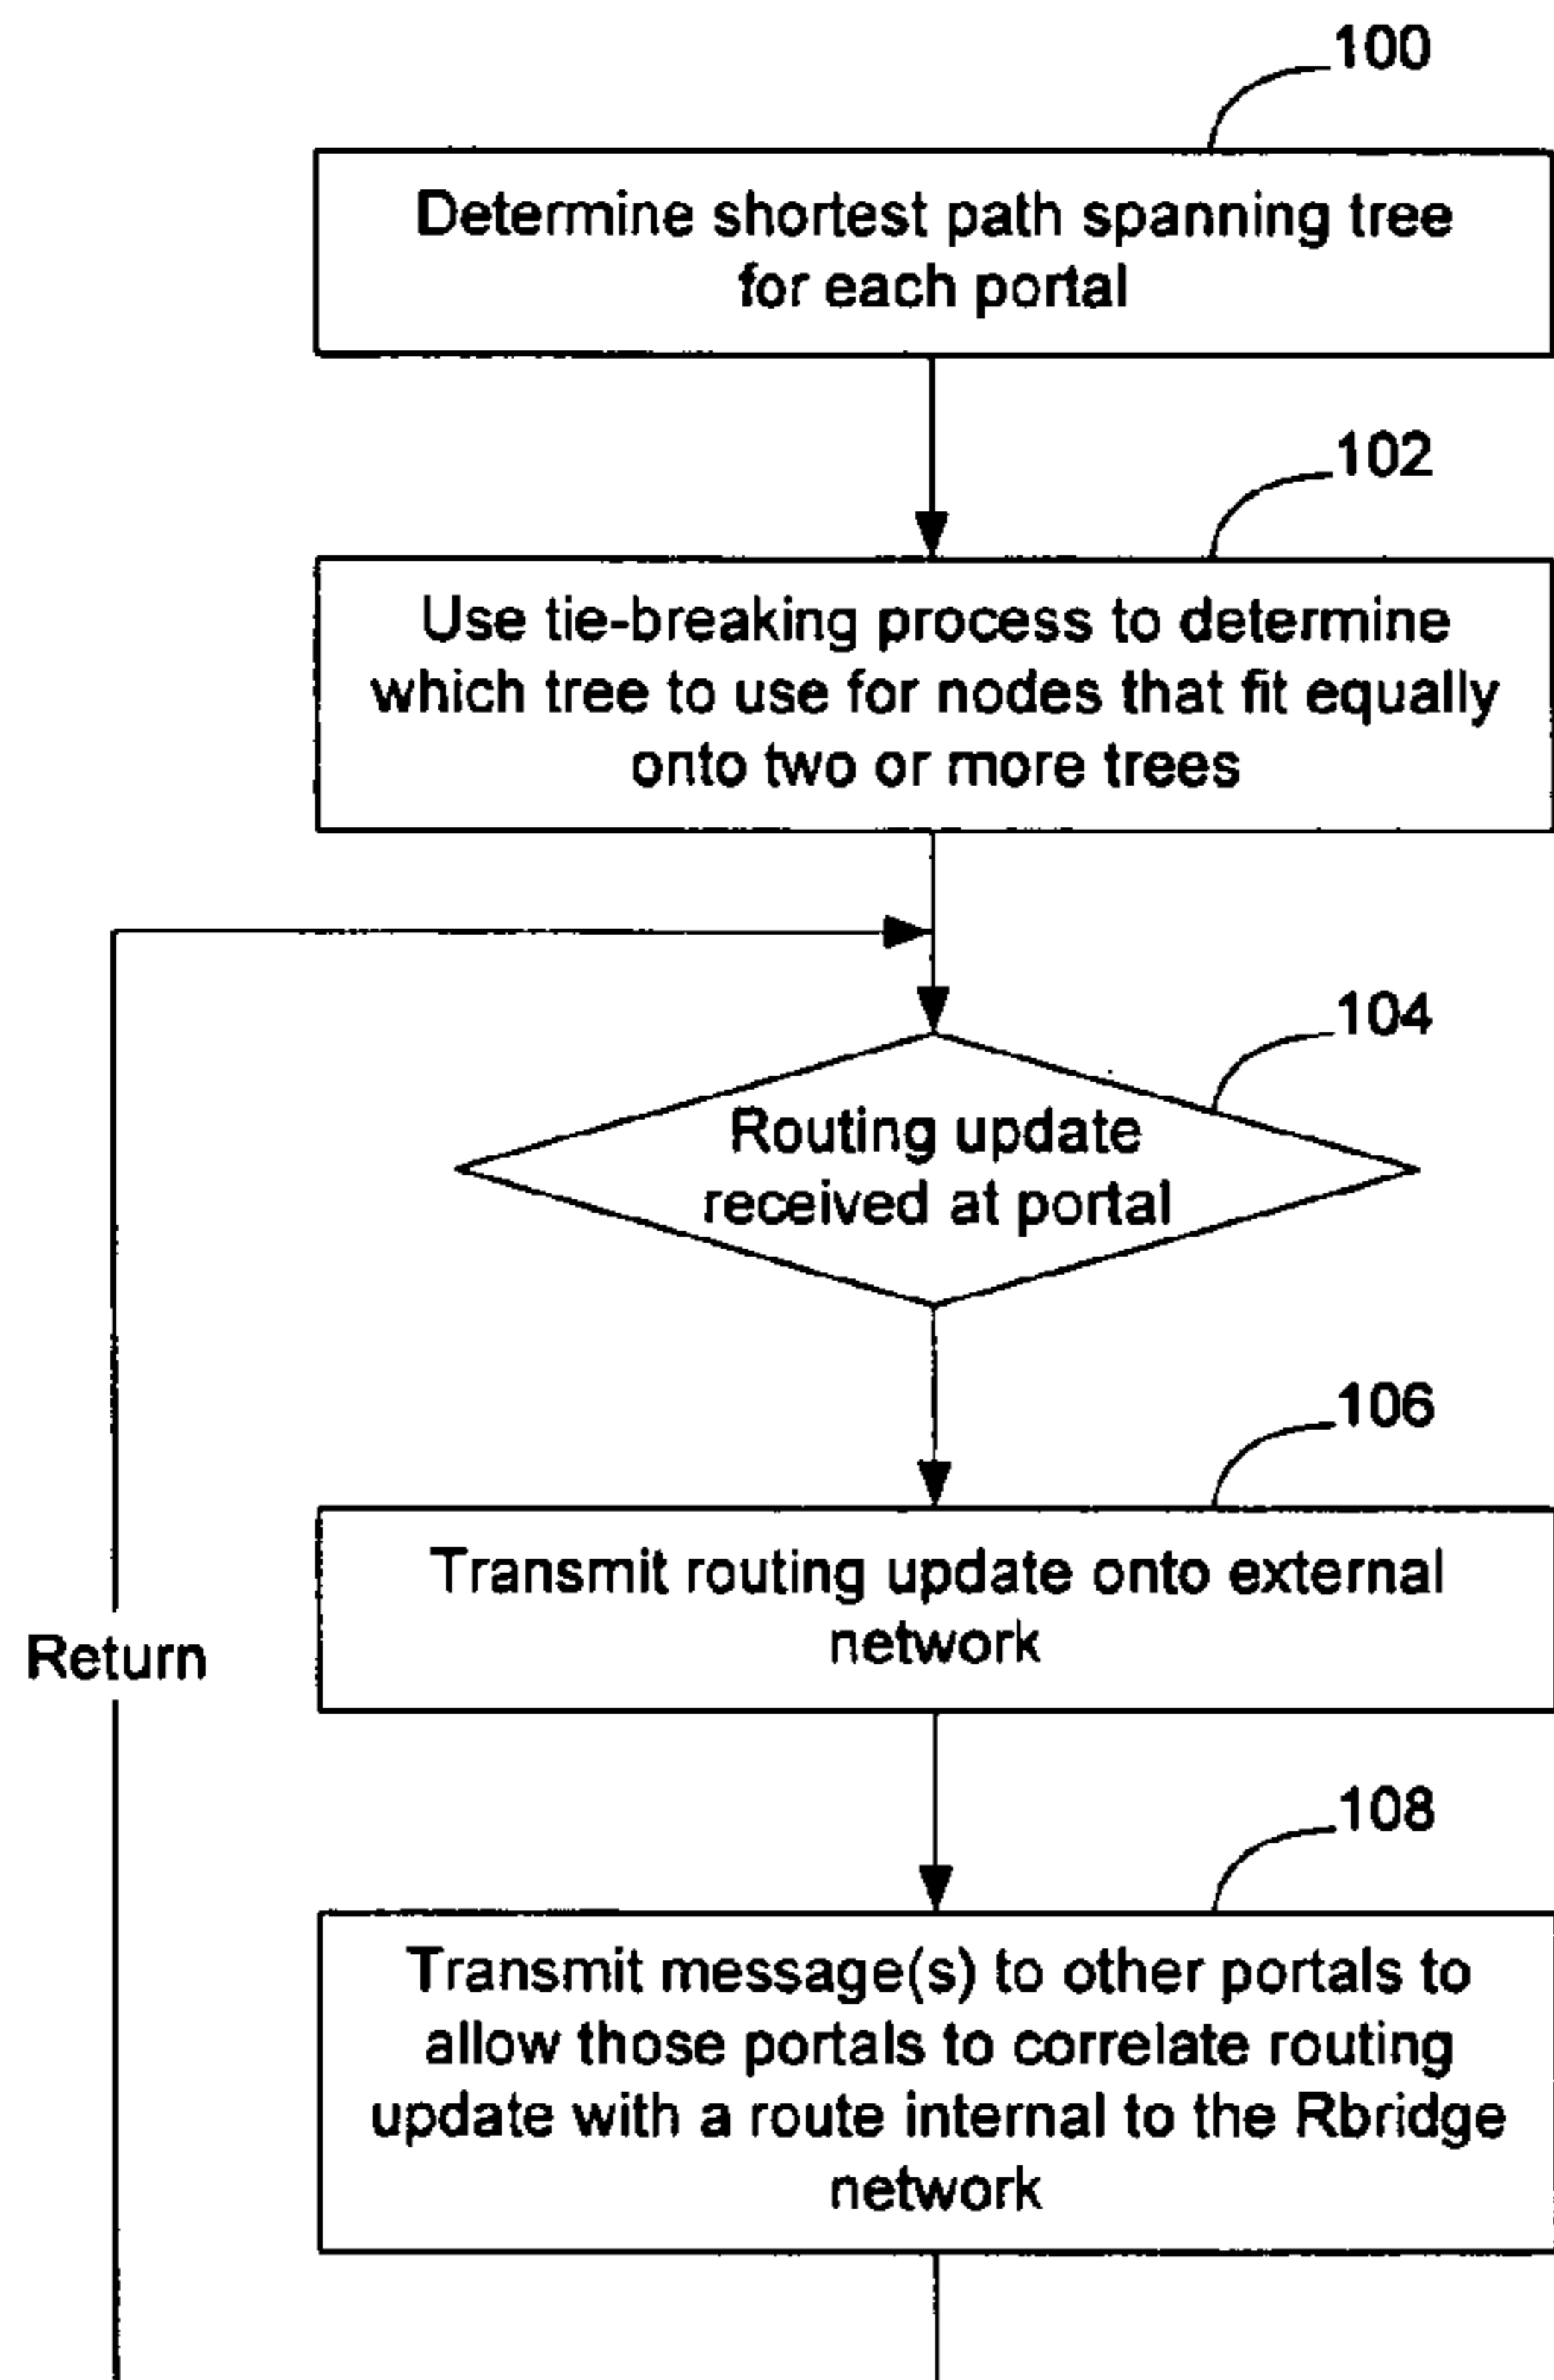 100
Determine shortest path spanning tree
for each portal
102
Use tie-breaking process to determine
which tree to use for nodes that fit equally
onto two or more trees
104
Routing update
received at portal
106
Transmit routing update onto external
network
Return
108
Transmit message(s) to other portals to
allow those portals to correlate routing
update with a route internal to the Rbridge
network